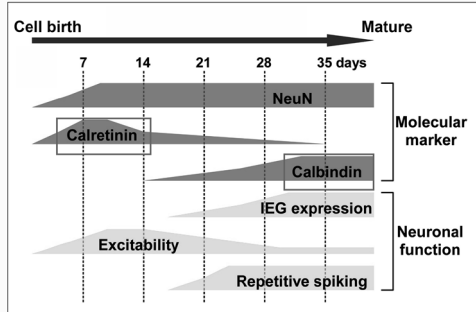 Cell birth Mature
7 14 21 28 35 days
NeuN
Calretinin
Calbindin
Molecular
marker
IEG expression
Excitability
Repetitive spiking
Neuronal
function